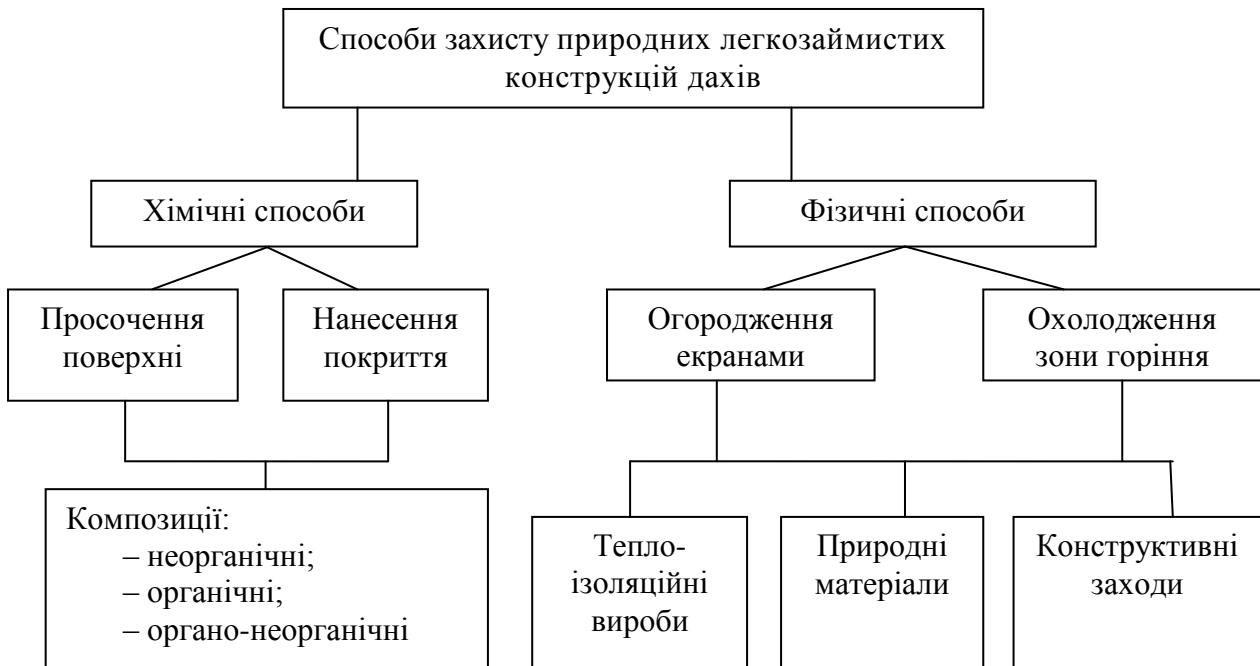 Способи захисту природних легкозаймистих
конструкцій дахів
Хімічні способи
Фізичні способи
Просочення
поверхні
Нанесення
покриття
Огородження
екранами
Охолодження
зони горіння
Композиції:
– неорганічні;
– органічні;
– органо-неорганічні
Тепло-
ізоляційні
вироби
Природні
матеріали
Конструктивні
заходи